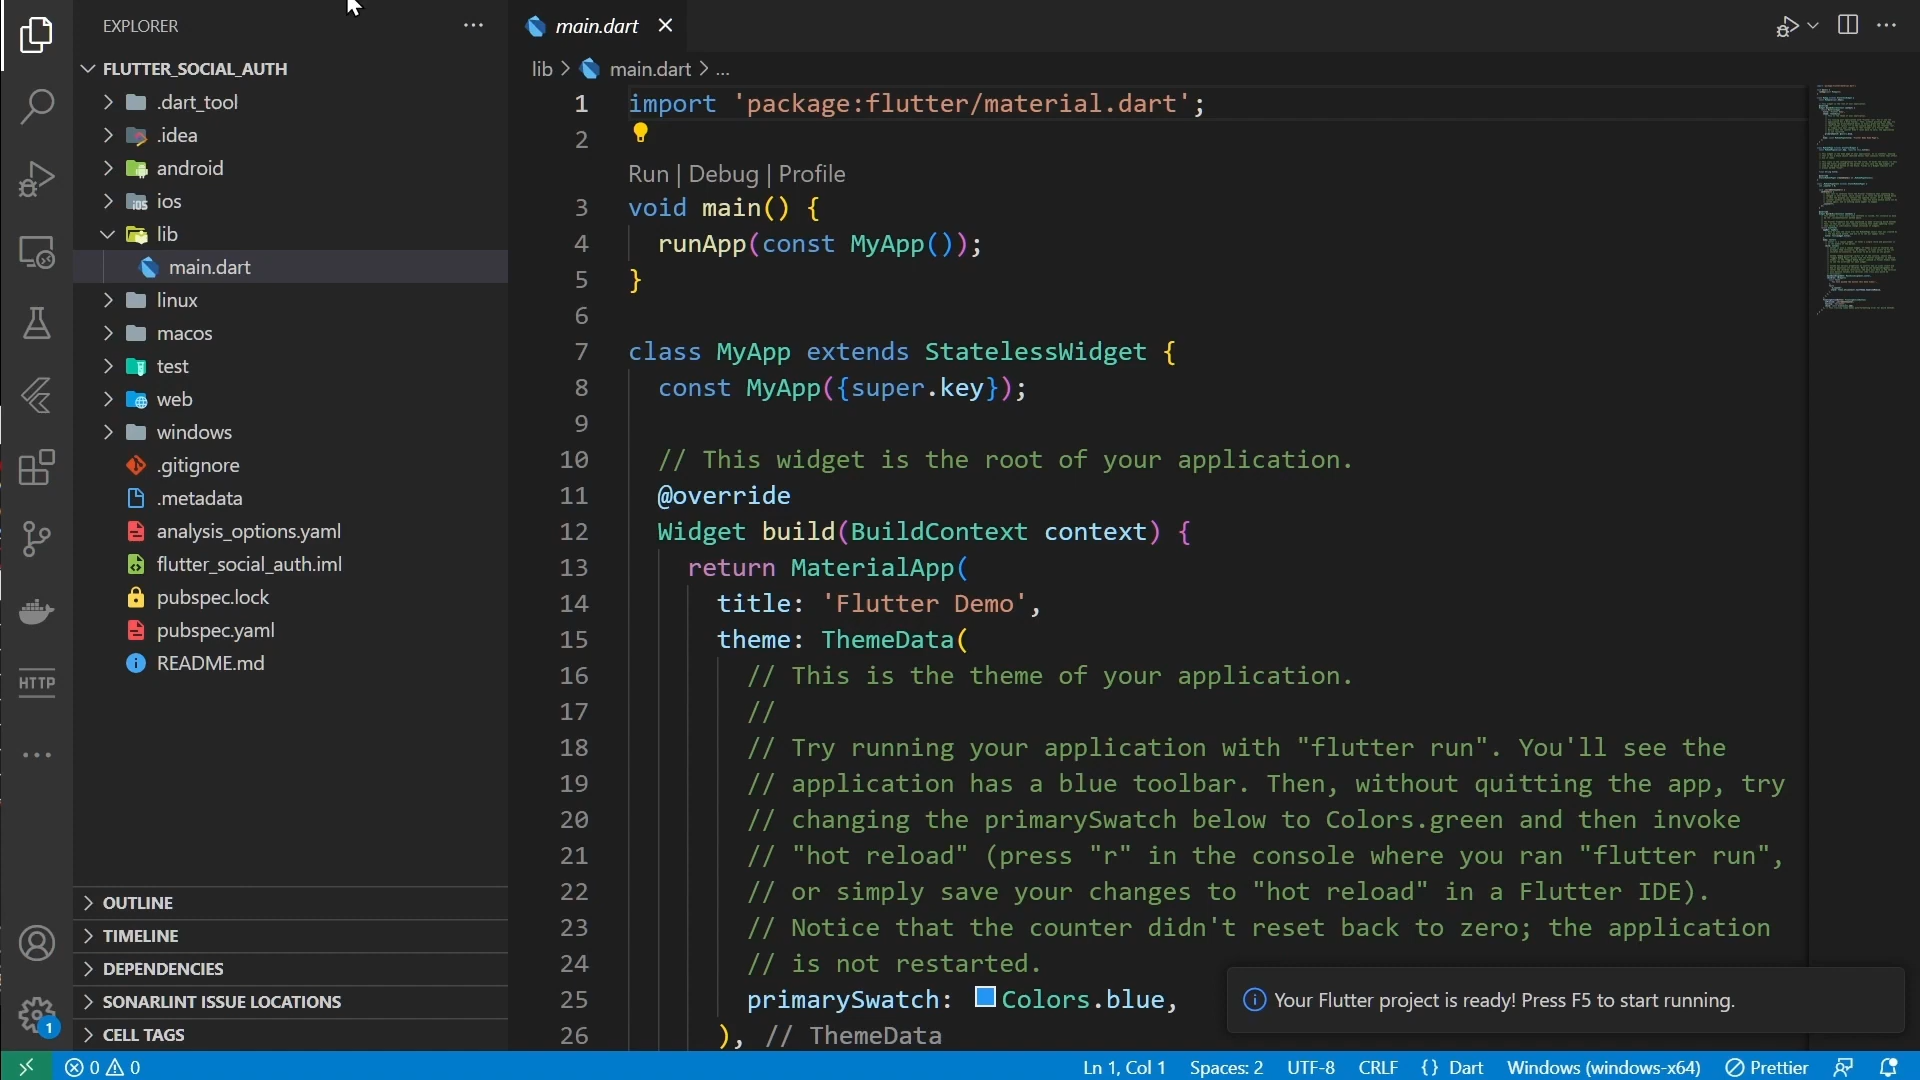 EXPLORER
FLUTTER_SOCIAL_AUTH
.dart_tool
.idea
android
ios
lib
main.dart
linux
macos
test
web
windows
.gitignore
.metadata
analysis_options.yaml
flutter_social_auth.iml
pubspec.lock
pubspec.yaml
README.md
OUTLINE
TIMELINE
DEPENDENCIES
SONARLINT ISSUE LOCATIONS
CELL TAGS
HTTP
1
main.dart
lib > main.dart > ...
1 import 'package:flutter/material.dart';
2
Run | Debug | Profile
3 void main() {
4 runApp(const MyApp());
5 }
6
7 class MyApp extends StatelessWidget {
8 const MyApp({super.key});
9
10 // This widget is the root of your application.
11 @override
12 Widget build(BuildContext context) {
13 return MaterialApp(
14 title: 'Flutter Demo',
15 theme: ThemeData(
16 // This is the theme of your application.
17 //
18 // Try running your application with "flutter run". You'll see the
19 // application has a blue toolbar. Then, without quitting the app, try
20 // changing the primarySwatch below to Colors.green and then invoke
21 // "hot reload" (press "r" in the console where you ran "flutter run",
22 // or simply save your changes to "hot reload" in a Flutter IDE).
23 // Notice that the counter didn't reset back to zero; the application
24 // is not restarted.
25 primarySwatch: Colors.blue,
26 ), // ThemeData
Your Flutter project is ready! Press F5 to start running.
0 0
Ln 1, Col 1 Spaces: 2 UTF-8 CRLF {} Dart Windows (windows-x64) Prettier